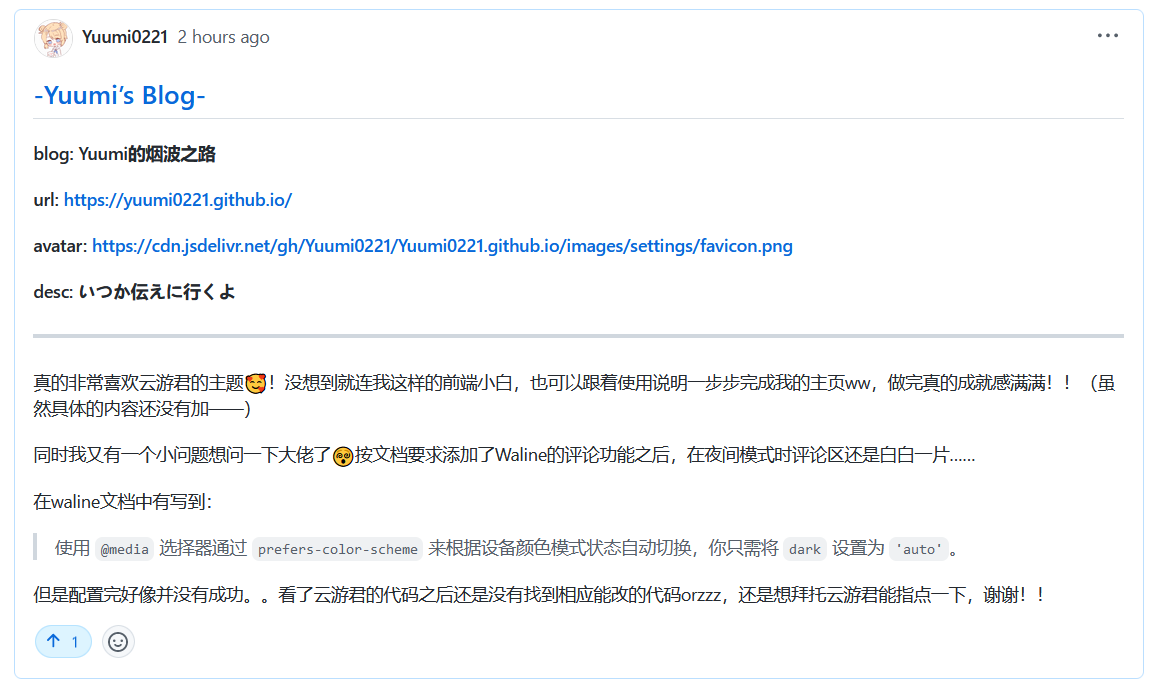 Yuumi0221 2 hours ago
-Yuumi’s Blog-
blog: Yuumi的烟波之路
url: https://yuumi0221.github.io/
avatar: https://cdn.jsdelivr.net/gh/Yuumi0221/Yuumi0221.github.io/images/settings/favicon.png
desc: いつか伝えに行くよ
真的非常喜欢云游君的主题🥰！没想到就连我这样的前端小白，也可以跟着使用说明一步步完成我的主页ww，做完真的成就感满满！！（虽
然具体的内容还没有加——）
同时我又有一个小问题想问一下大佬了😵‍💫按文档要求添加了Waline的评论功能之后，在夜间模式时评论区还是白白一片……
在waline文档中有写到：
使用 @media 选择器通过 prefers-color-scheme 来根据设备颜色模式状态自动切换，你只需将 dark 设置为 'auto'。
但是配置完好像并没有成功。。看了云游君的代码之后还是没有找到相应能改的代码orzzz，还是想拜托云游君能指点一下，谢谢！！
1